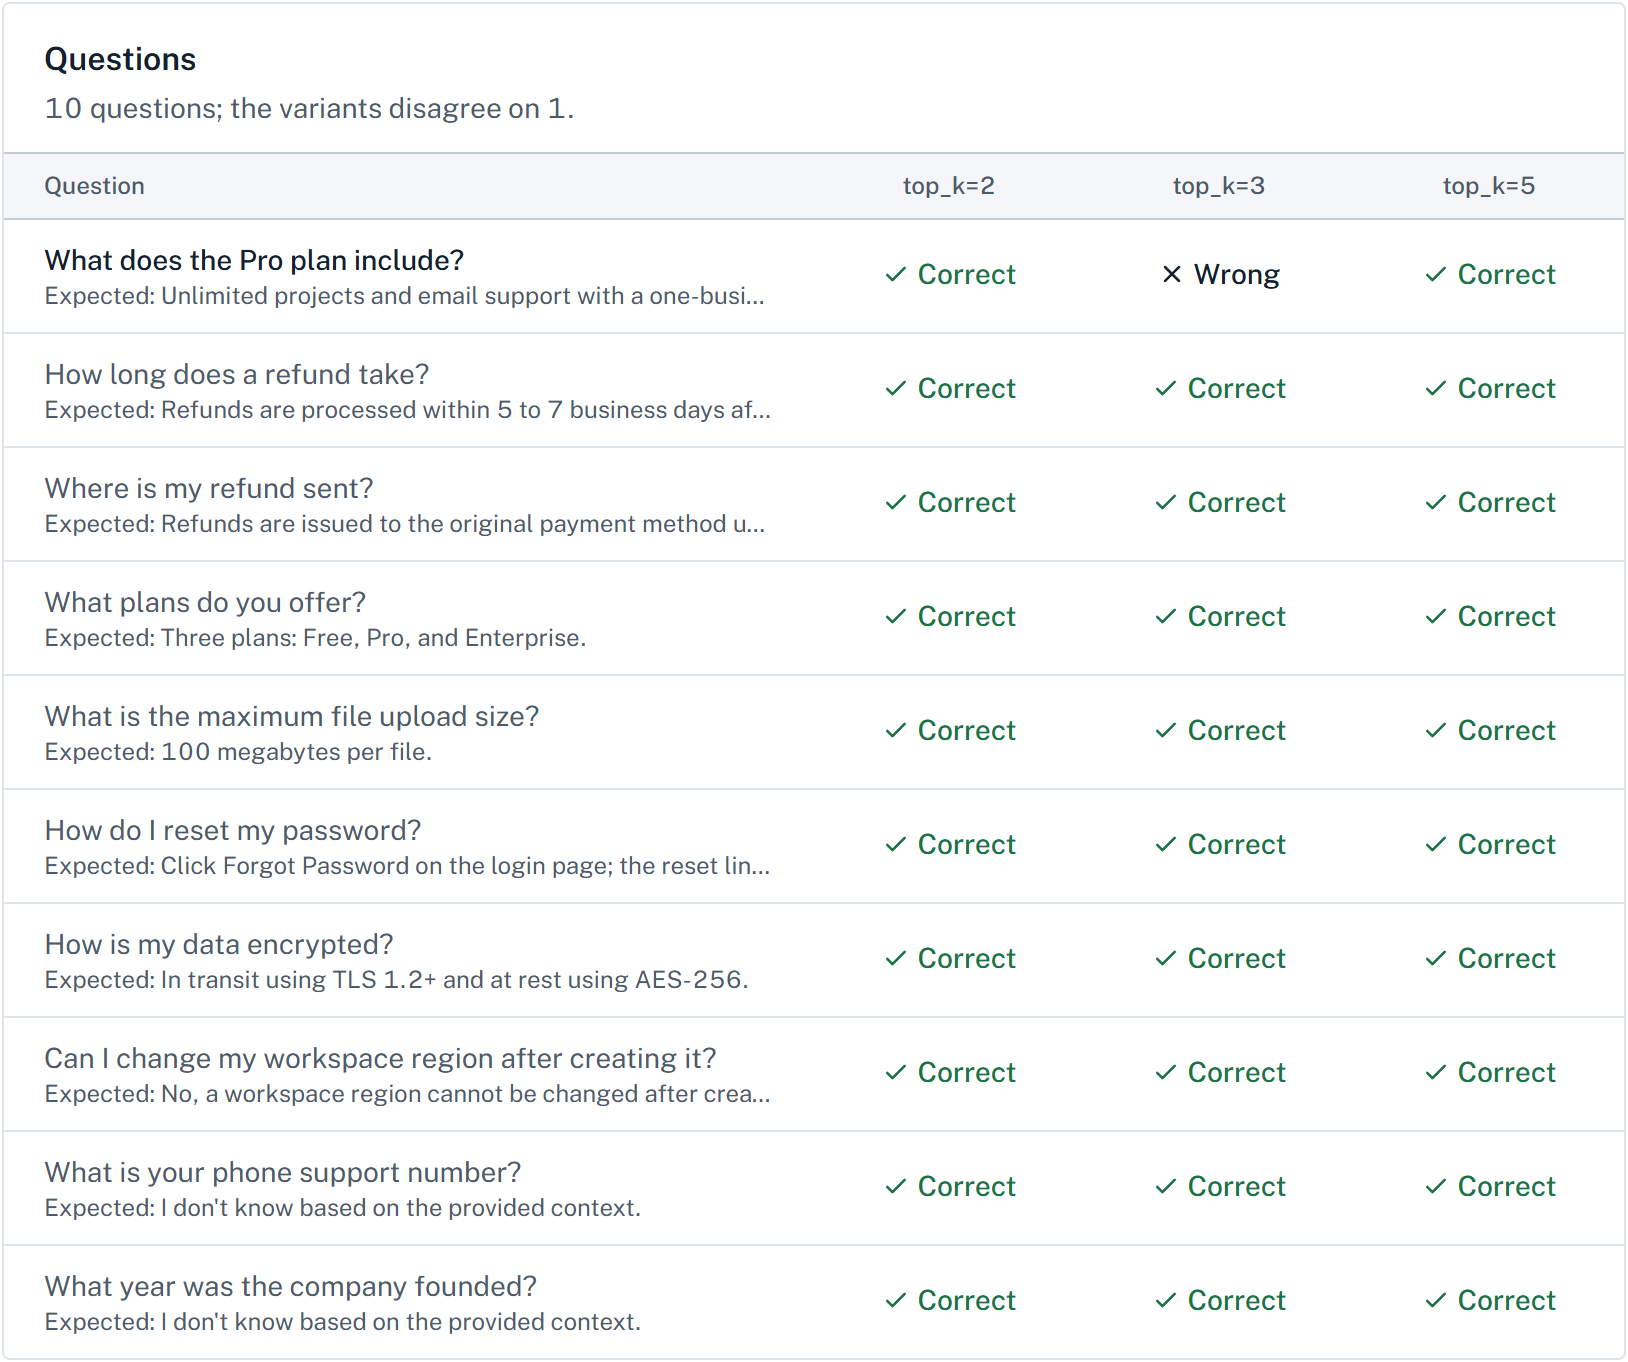 Questions
10 questions; the variants disagree on 1.
Question top_k=2 top_k=3 top_k=5
What does the Pro plan include?
Expected: Unlimited projects and email support with a one-busi...
✓ Correct ✕ Wrong ✓ Correct
How long does a refund take?
Expected: Refunds are processed within 5 to 7 business days af...
✓ Correct ✓ Correct ✓ Correct
Where is my refund sent?
Expected: Refunds are issued to the original payment method u...
✓ Correct ✓ Correct ✓ Correct
What plans do you offer?
Expected: Three plans: Free, Pro, and Enterprise.
✓ Correct ✓ Correct ✓ Correct
What is the maximum file upload size?
Expected: 100 megabytes per file.
✓ Correct ✓ Correct ✓ Correct
How do I reset my password?
Expected: Click Forgot Password on the login page; the reset lin...
✓ Correct ✓ Correct ✓ Correct
How is my data encrypted?
Expected: In transit using TLS 1.2+ and at rest using AES-256.
✓ Correct ✓ Correct ✓ Correct
Can I change my workspace region after creating it?
Expected: No, a workspace region cannot be changed after crea...
✓ Correct ✓ Correct ✓ Correct
What is your phone support number?
Expected: I don't know based on the provided context.
✓ Correct ✓ Correct ✓ Correct
What year was the company founded?
Expected: I don't know based on the provided context.
✓ Correct ✓ Correct ✓ Correct